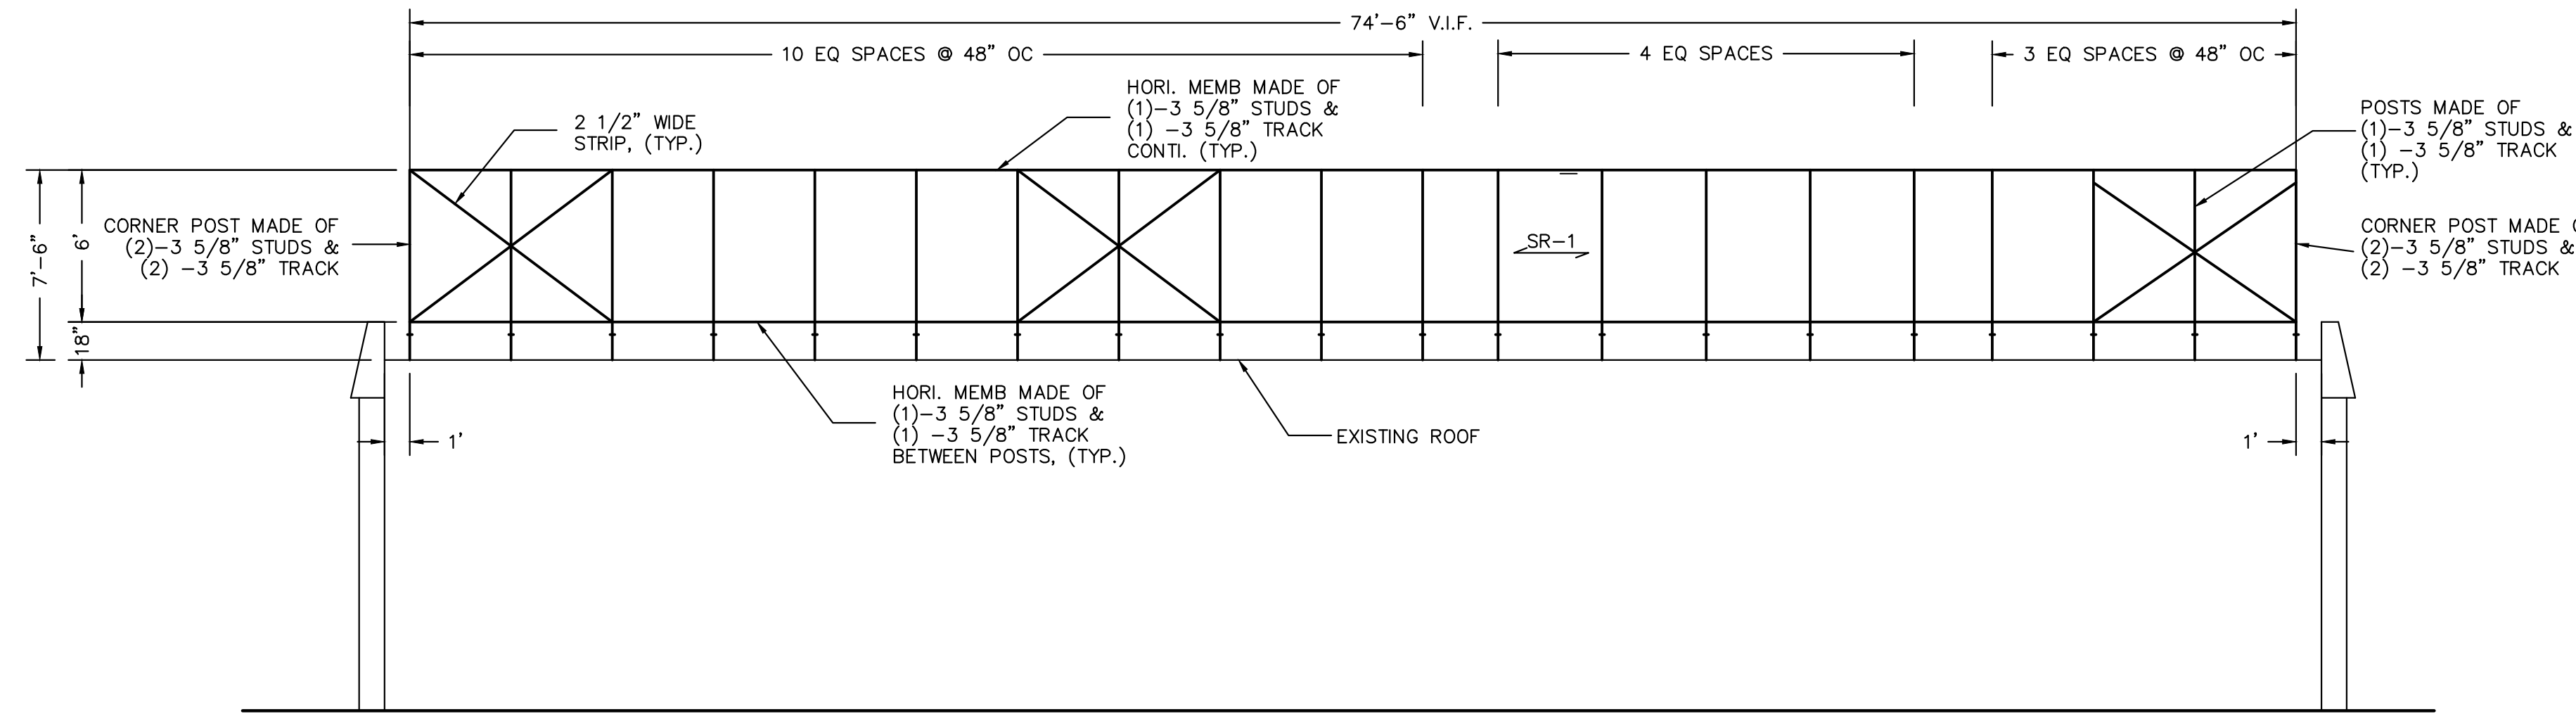 74'-6" V.I.F.
10 EQ SPACES @ 48" OC
4 EQ SPACES
3 EQ SPACES @ 48" OC
HORI. MEMB MADE OF
(1)-3 5/8" STUDS &
(1) -3 5/8" TRACK
CONTI. (TYP.)
2 1/2" WIDE
STRIP, (TYP.)
POSTS MADE OF
(1)-3 5/8" STUDS &
(1) -3 5/8" TRACK
(TYP.)
CORNER POST MADE OF
(2)-3 5/8" STUDS &
(2) -3 5/8" TRACK
7'-6"
6'
18"
SR-1
CORNER POST MADE
(2)-3 5/8" STUDS &
(2) -3 5/8" TRACK
HORI. MEMB MADE OF
(1)-3 5/8" STUDS &
(1) -3 5/8" TRACK
BETWEEN POSTS, (TYP.)
EXISTING ROOF
1'
1'